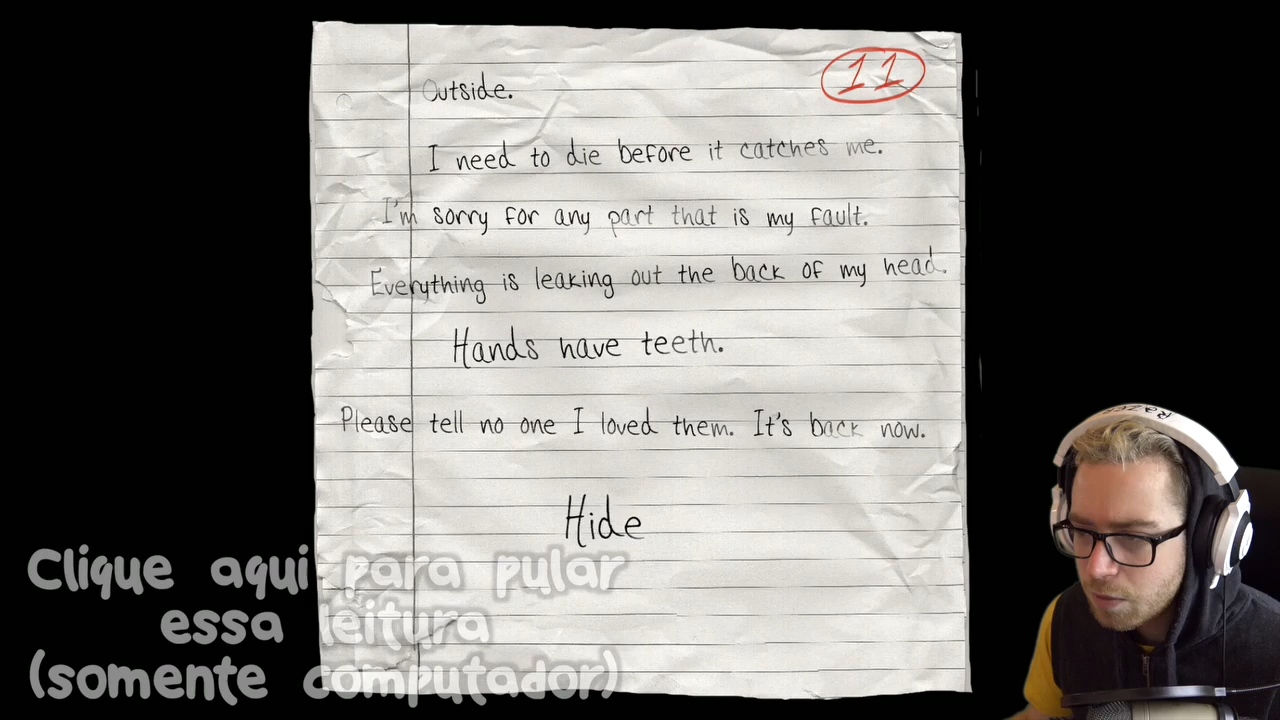 11
Outside.
I need to die before it catches me.
I'm sorry for any part that is my fault.
Everything is leaking out the back of my head.
Hands have teeth.
Please tell no one I loved them. It's back now.
Hide
Clique aqui para pular
essa leitura
(somente computador)
RAZER